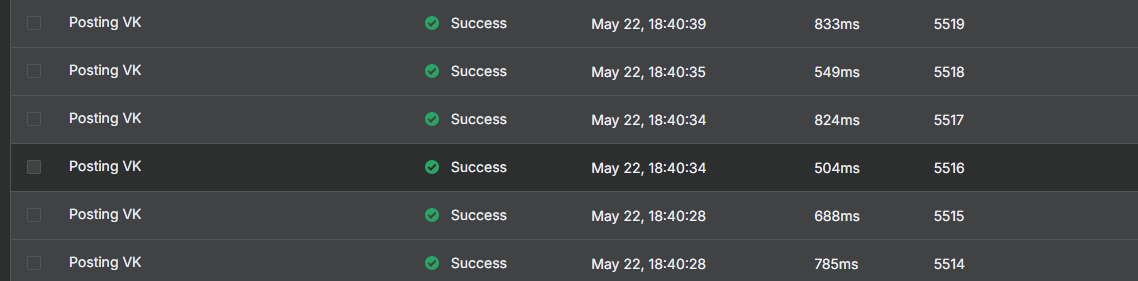 Posting VK Success May 22, 18:40:39 833ms 5519
Posting VK Success May 22, 18:40:35 549ms 5518
Posting VK Success May 22, 18:40:34 824ms 5517
Posting VK Success May 22, 18:40:34 504ms 5516
Posting VK Success May 22, 18:40:28 688ms 5515
Posting VK Success May 22, 18:40:28 785ms 5514